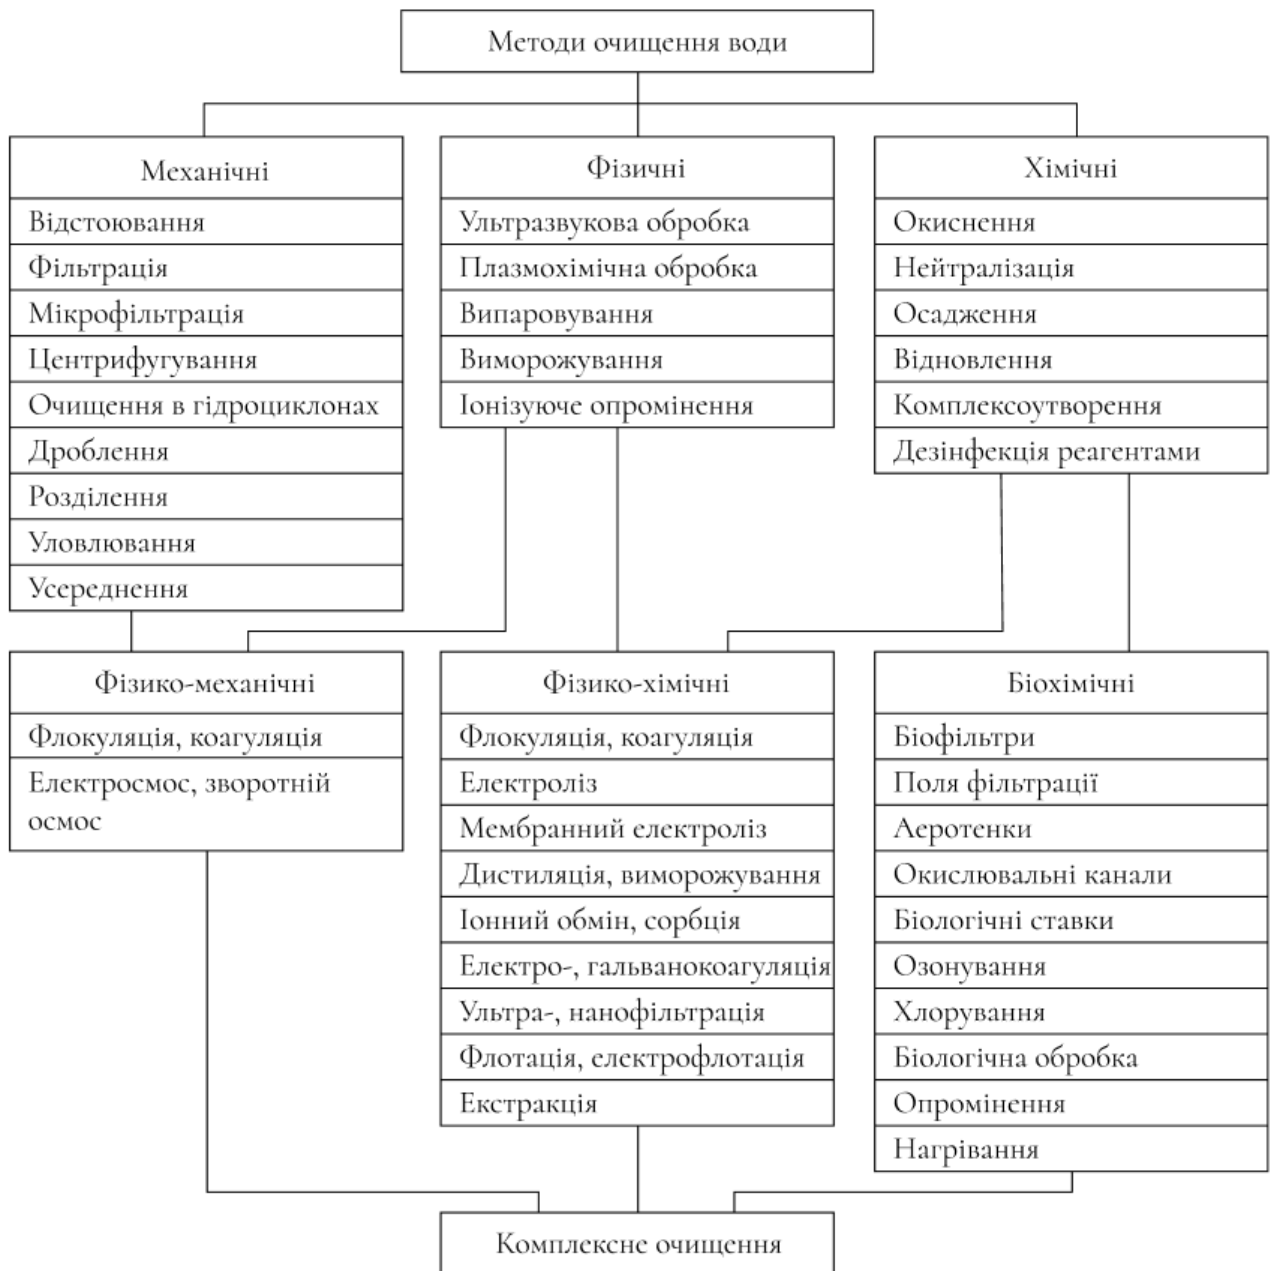 Методи очищення води
Механічні
Відстоювання
Фільтрація
Мікрофільтрація
Центрифугування
Очищення в гідроциклонах
Дроблення
Розділення
Уловлювання
Усереднення
Фізичні
Ультразвукова обробка
Плазмохімічна обробка
Випаровування
Виморожування
Іонізуюче опромінення
Хімічні
Окиснення
Нейтралізація
Осадження
Відновлення
Комплексоутворення
Дезінфекція реагентами
Фізико-механічні
Флокуляція, коагуляція
Електросмос, зворотній
осмос
Фізико-хімічні
Флокуляція, коагуляція
Електроліз
Мембранний електроліз
Дистиляція, виморожування
Іонний обмін, сорбція
Електро-, гальванокоагуляція
Ультра-, нанофільтрація
Флотація, електрофлотація
Екстракція
Біохімічні
Біофільтри
Поля фільтрації
Аеротенки
Окислювальні канали
Біологічні ставки
Озонування
Хлорування
Біологічна обробка
Опромінення
Нагрівання
Комплексне очищення